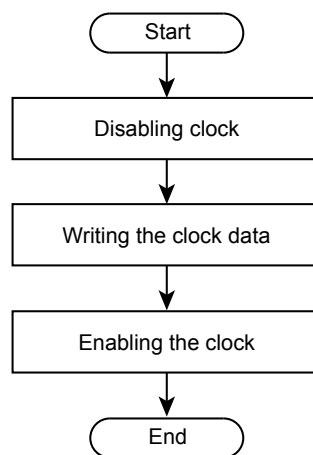 Start
Disabling clock
Writing the clock data
Enabling the clock
End